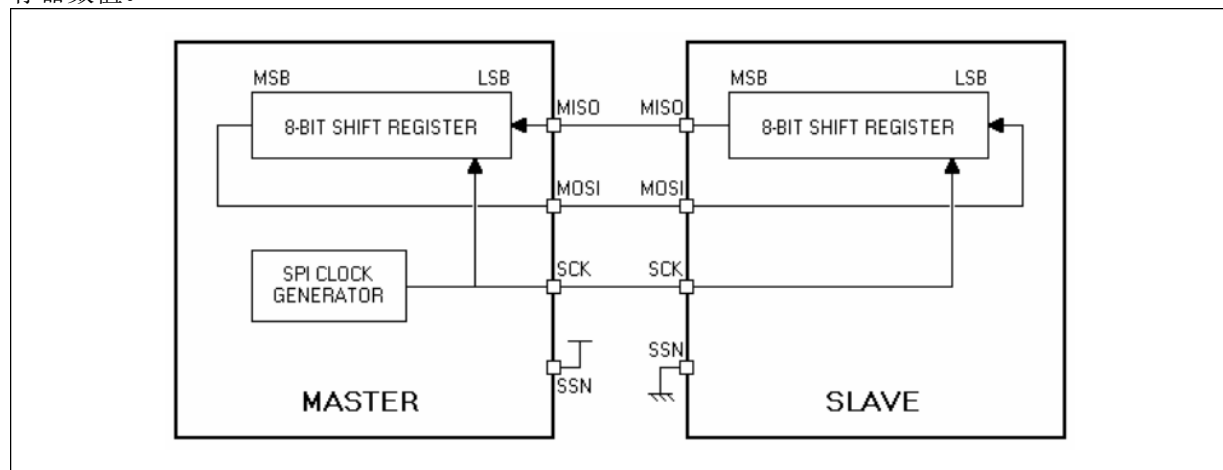 MSB LSB
8-BIT SHIFT REGISTER
MISO MISO
MSB LSB
8-BIT SHIFT REGISTER
MOSI MOSI
SPI CLOCK
GENERATOR
SCK SCK
SSN
SSN
MASTER
SLAVE